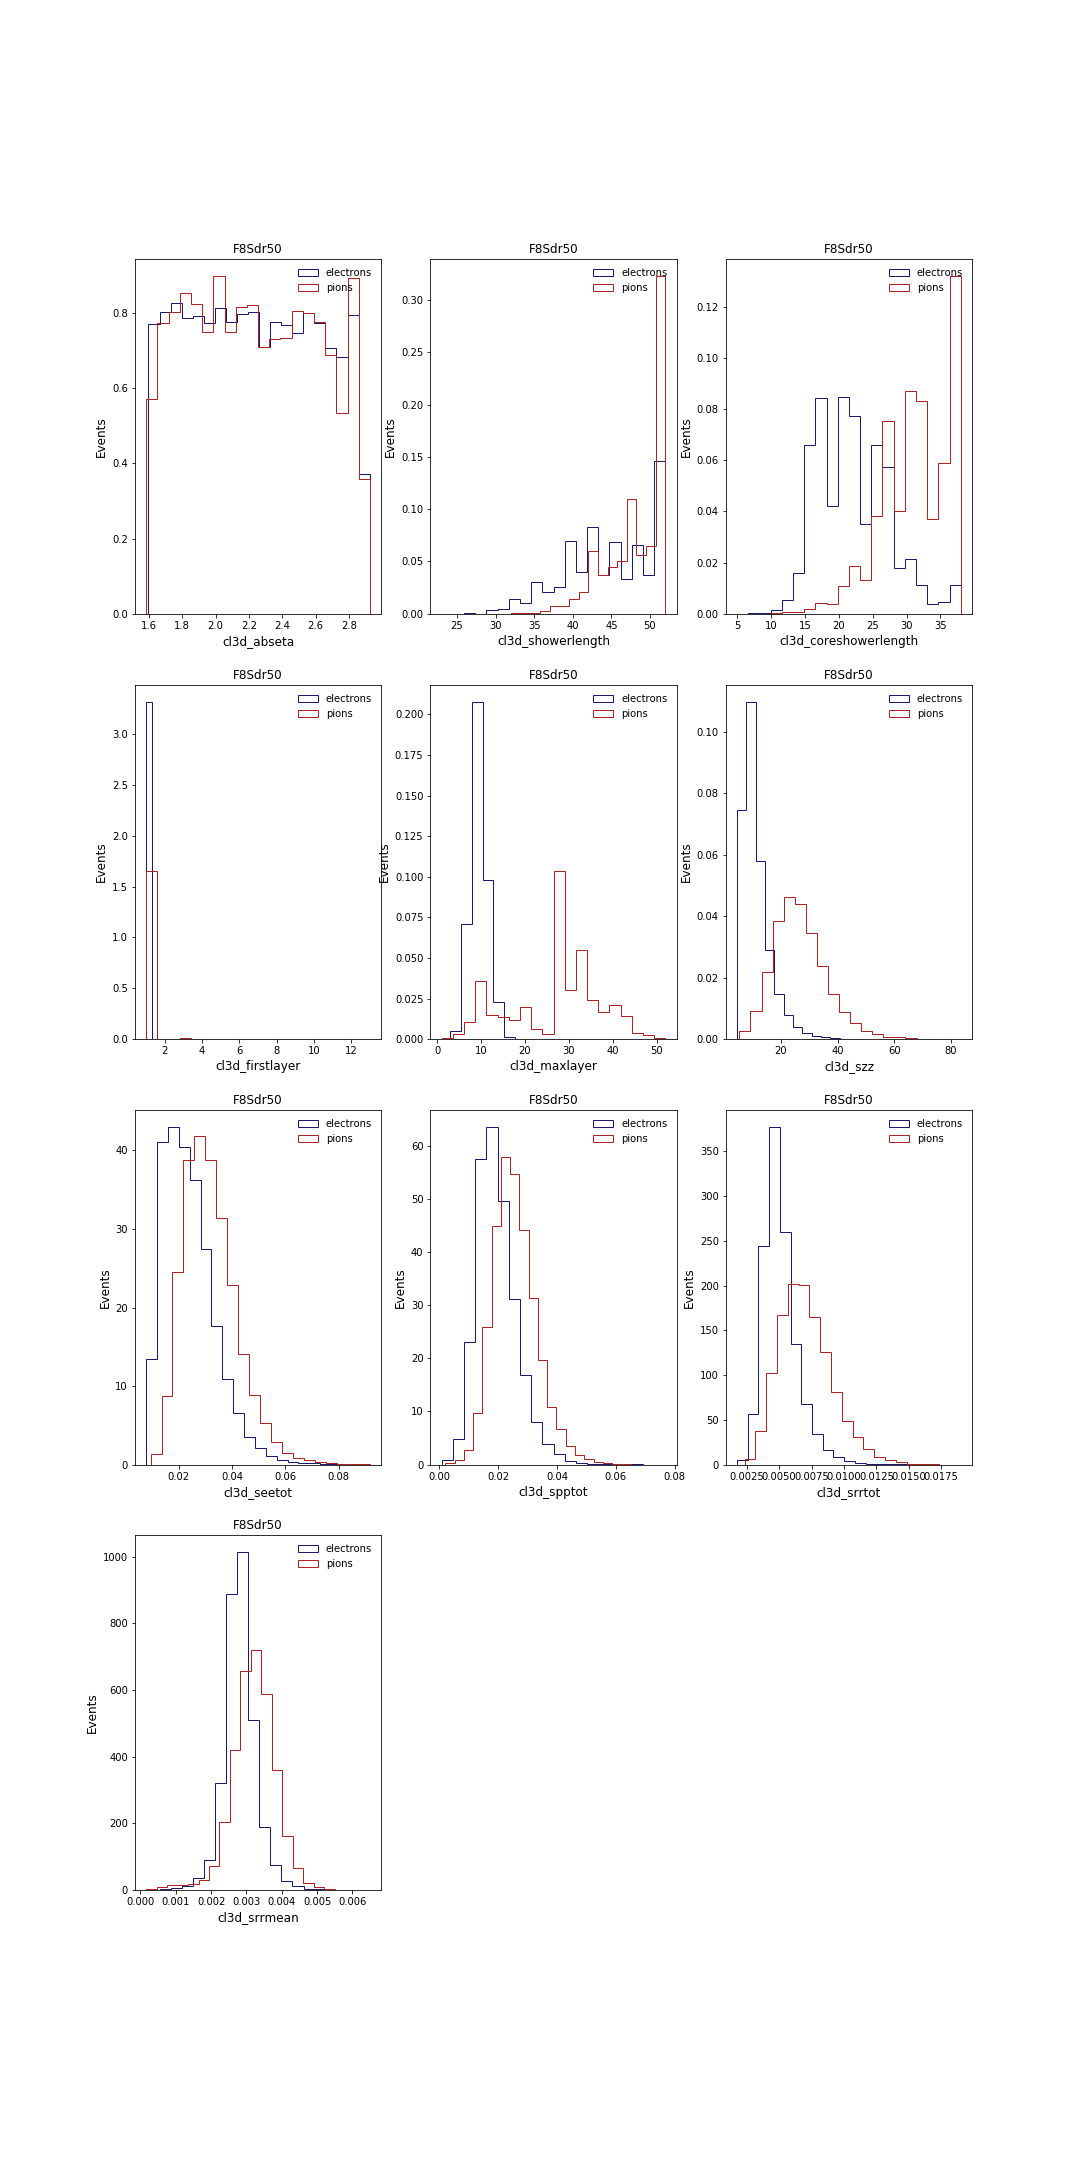 F8Sdr50 F8Sdr50 F8Sdr50
electrons electrons electrons
pions pions pions
0.8 0.6 0.4 0.2 0.0
Events
1.6 1.8 2.0 2.2 2.4 2.6 2.8
cl3d_abseta
0.30 0.25 0.20 0.15 0.10 0.05 0.00
Events
25 30 35 40 45 50
cl3d_showerlength
0.12 0.10 0.08 0.06 0.04 0.02 0.00
Events
5 10 15 20 25 30 35
cl3d_coreshowerlength
F8Sdr50 F8Sdr50 F8Sdr50
electrons electrons electrons
pions pions pions
3.0 2.5 2.0 1.5 1.0 0.5 0.0
Events
2 4 6 8 10 12
cl3d_firstlayer
0.200 0.175 0.150 0.125 0.100 0.075 0.050 0.025 0.000
Events
0 10 20 30 40 50
cl3d_maxlayer
0.10 0.08 0.06 0.04 0.02 0.00
Events
20 40 60 80
cl3d_szz
F8Sdr50 F8Sdr50 F8Sdr50
electrons electrons electrons
pions pions pions
40 30 20 10 0
Events
0.02 0.04 0.06 0.08
cl3d_seetot
60 50 40 30 20 10 0
Events
0.00 0.02 0.04 0.06 0.08
cl3d_spptot
350 300 250 200 150 100 50 0
Events
0.0025 0.0050 0.0075 0.0100 0.0125 0.0150 0.0175
cl3d_srrtot
F8Sdr50
electrons
pions
1000 800 600 400 200 0
Events
0.000 0.001 0.002 0.003 0.004 0.005 0.006
cl3d_srrmean